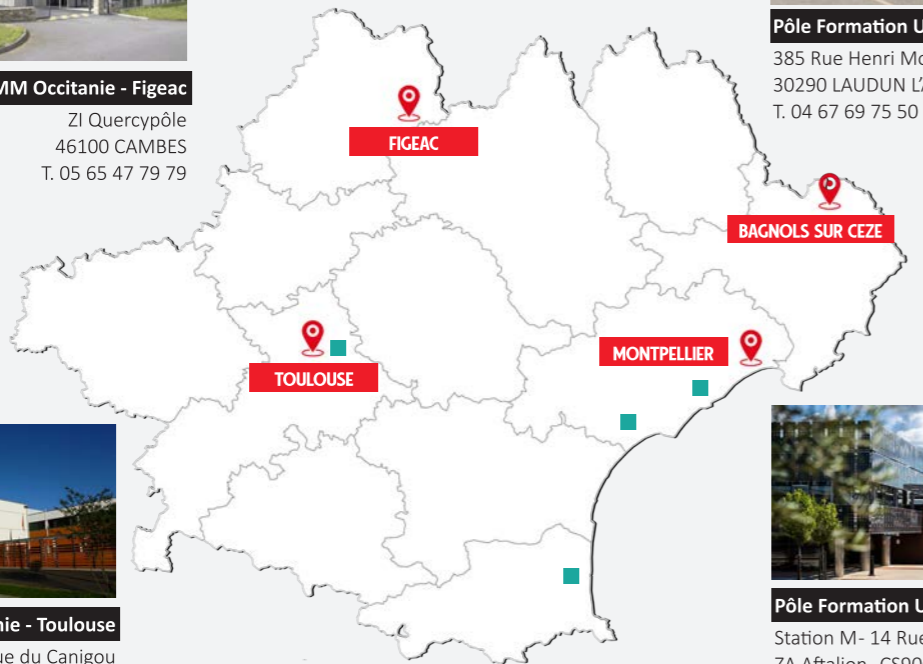 MM Occitanie - Figeac
ZI Quercypôle
46100 CAMBES
T. 05 65 47 79 79
Pôle Formation U
385 Rue Henri Mo
30290 LAUDUN L'
T. 04 67 69 75 50
FIGEAC
BAGNOLS SUR CEZE
TOULOUSE
MONTPELLIER
nie - Toulouse
ue du Canigou
Pôle Formation U
Station M - 14 Rue
ZA Aftalion